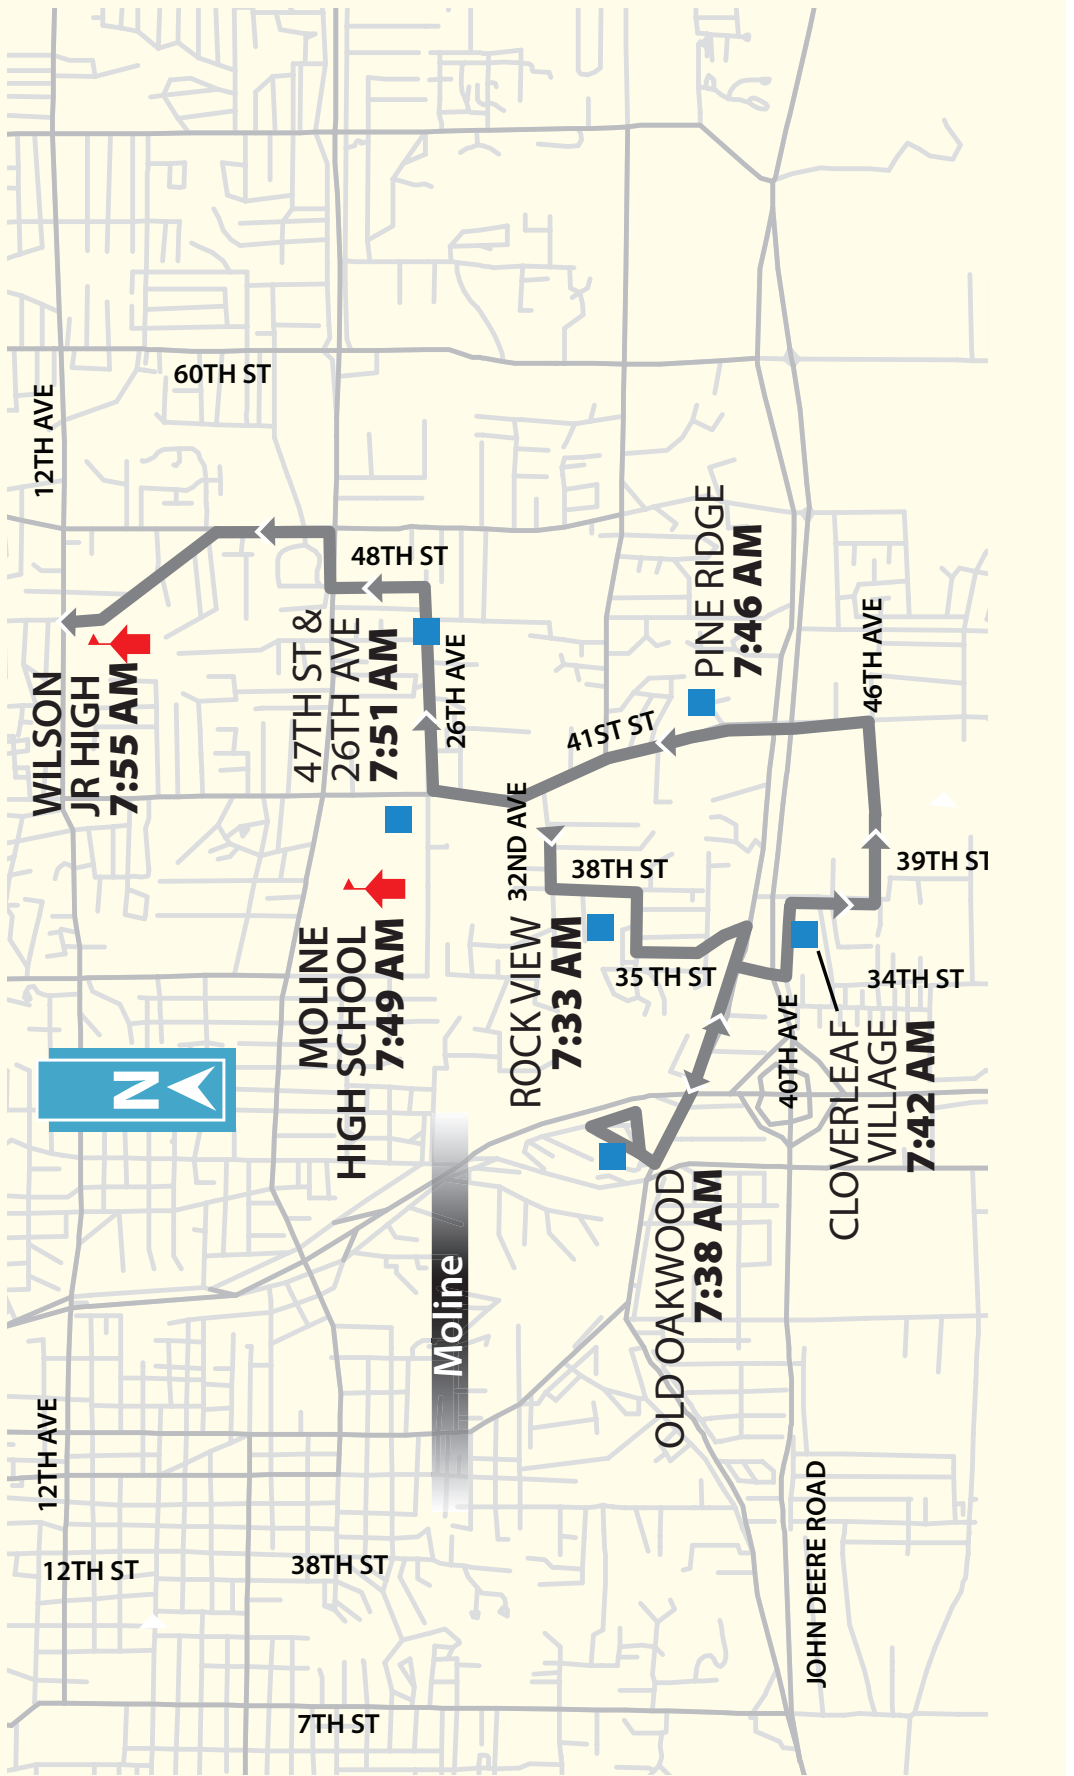 12TH AVE
60TH ST
WILSON
JR HIGH
7:55 AM
48TH ST
47TH ST &
26TH AVE
7:51 AM
26TH AVE
PINE RIDGE
7:46 AM
41ST ST
46TH AVE
32ND AVE
38TH ST
39TH ST
MOLINE
HIGH SCHOOL
7:49 AM
ROCK VIEW
7:33 AM
35 TH ST
34TH ST
40TH AVE
CLOVERLEAF
VILLAGE
7:42 AM
N
OLD OAKWOOD
7:38 AM
Moline
12TH AVE
12TH ST
38TH ST
JOHN DEERE ROAD
7TH ST